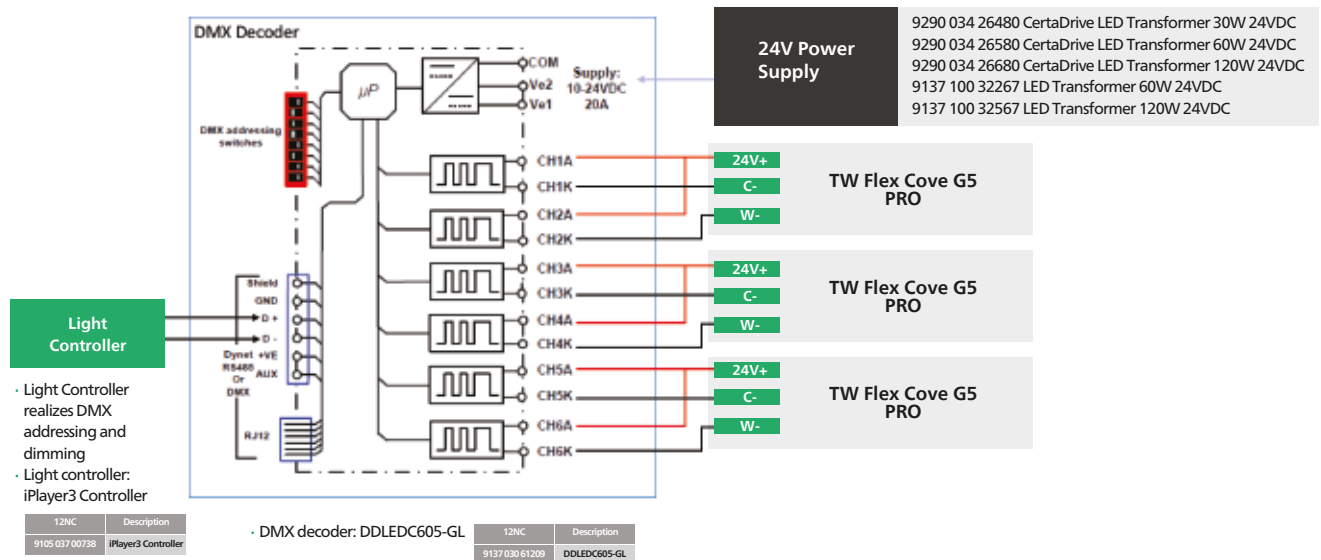 DMX Decoder
µP
COM
Ve2
Ve1
Supply:
10-24VDC
20A
24V Power
Supply
9290 034 26480 CertaDrive LED Transformer 30W 24VDC
9290 034 26580 CertaDrive LED Transformer 60W 24VDC
9290 034 26680 CertaDrive LED Transformer 120W 24VDC
9137 100 32267 LED Transformer 60W 24VDC
9137 100 32567 LED Transformer 120W 24VDC
DMX addressing
switches
CH1A
CH1K
CH2A
CH2K
CH3A
CH3K
CH4A
CH4K
CH5A
CH5K
CH6A
CH6K
24V+
C-
W-
TW Flex Cove G5
PRO
24V+
C-
W-
TW Flex Cove G5
PRO
24V+
C-
W-
TW Flex Cove G5
PRO
Shield
GND
D +
D -
+VE
AUX
Dynet
RS485
Or
DMX
RJ12
Light
Controller
· Light Controller
realizes DMX
addressing and
dimming
· Light controller:
iPlayer3 Controller
12NC Description
9105 037 00738 iPlayer3 Controller
· DMX decoder: DDLEDC605-GL
12NC Description
9137 030 61209 DDLEDC605-GL